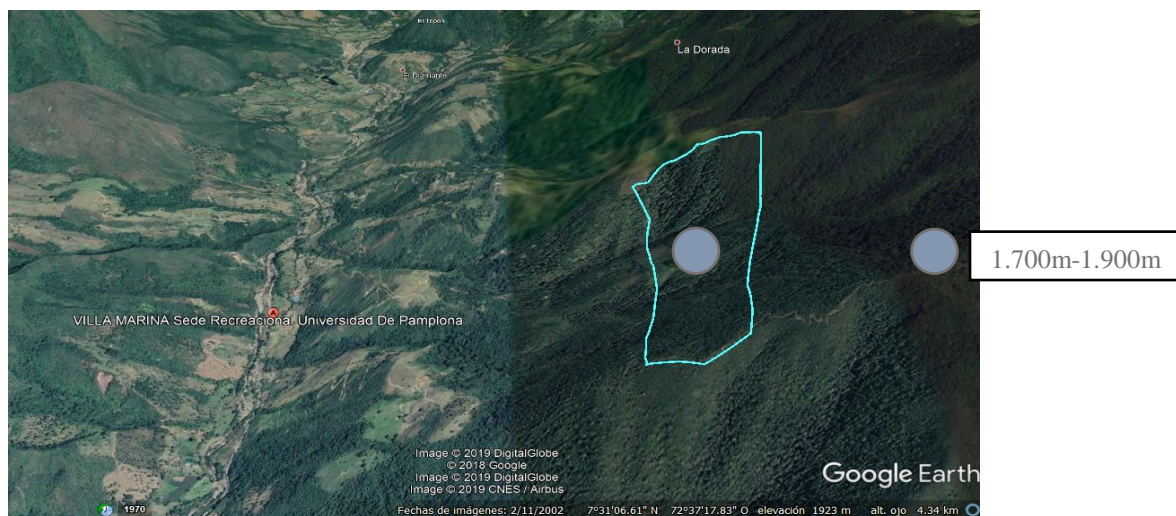 La Dorada
El Diamante
1.700m-1.900m
VILLA MARINA Sede Recreacional Universidad De Pamplona
Image © 2019 DigitalGlobe
© 2018 Google
Image © 2019 DigitalGlobe
Image © 2019 CNES / Airbus
Google Earth
1970
Fechas de imágenes: 2/11/2002 7°31'06.61" N 72°37'17.83" O elevación 1923 m alt. ojo 4.34 km